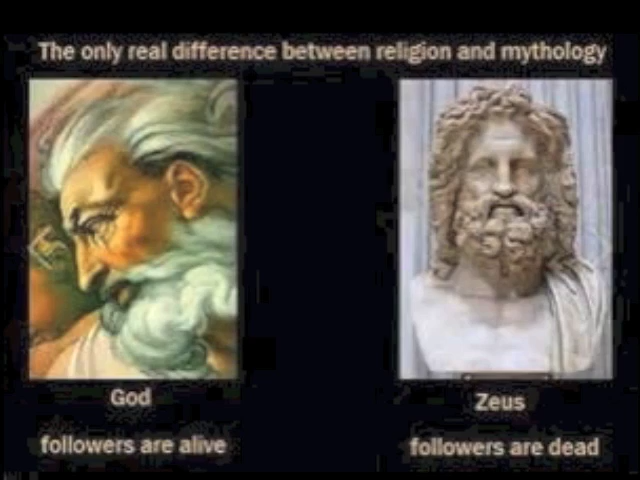 The only real difference between religion and mythology
God
Zeus
followers are alive
followers are dead